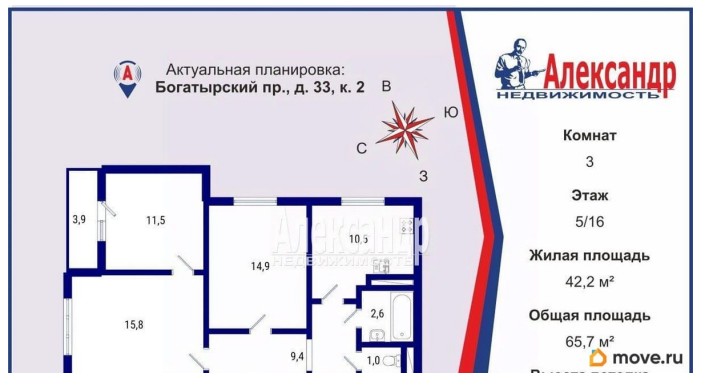 Актуальная планировка:
Богатырский пр., д. 33, к. 2
А
В
Ю
С
З
Александр
НЕДВИЖИМОСТЬ
Комнат
3
Этаж
5/16
Жилая площадь
42,2 м²
Общая площадь
65,7 м²
3,9
11,5
14,9
10,5
Александр
НЕДВИЖИМОСТЬ
15,8
2,6
9,4
1,0
move.ru